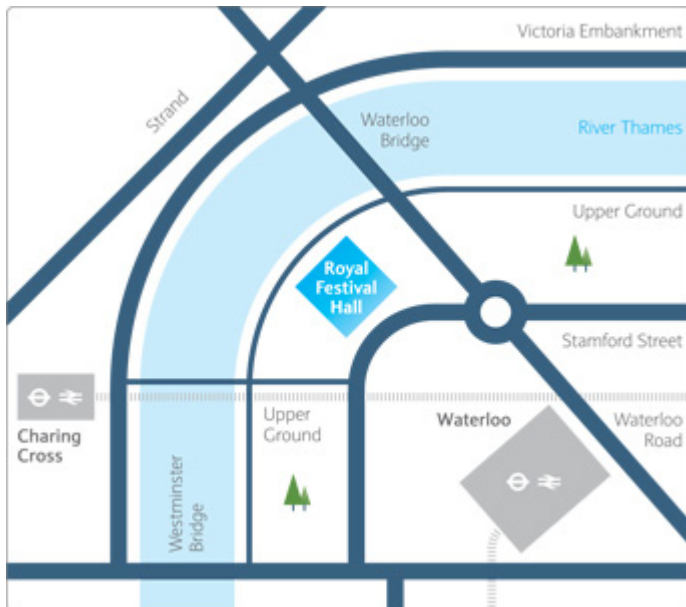 Victoria Embankment
Strand
Waterloo
Bridge
River Thames
Upper Ground
Royal
Festival
Hall
Stamford Street
Charing
Cross
Upper
Ground
Waterloo
Waterloo
Road
Westminster
Bridge